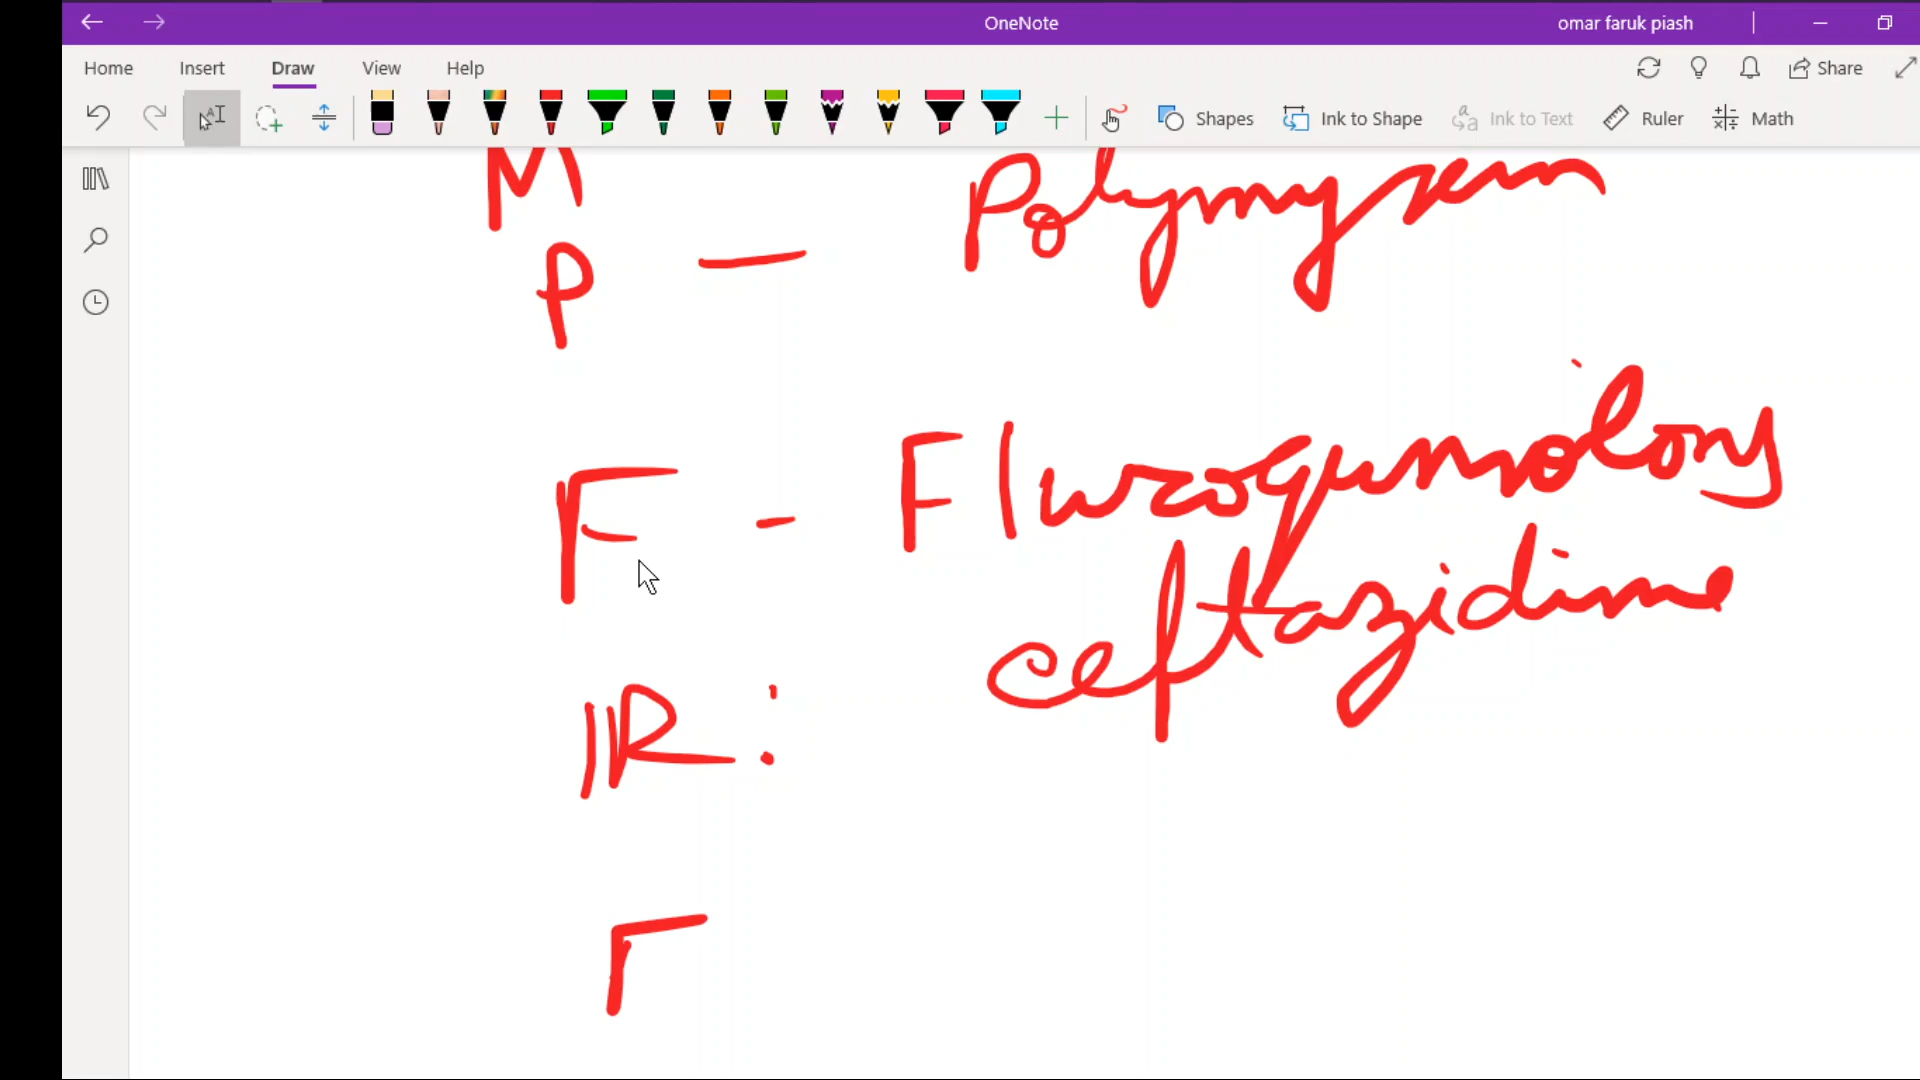 OneNote
omar faruk piash
Home Insert Draw View Help
Share
Shapes Ink to Shape Ink to Text Ruler Math
M
P — Polymyxin
F - Fluroqunolons
ceftazidime
IR :